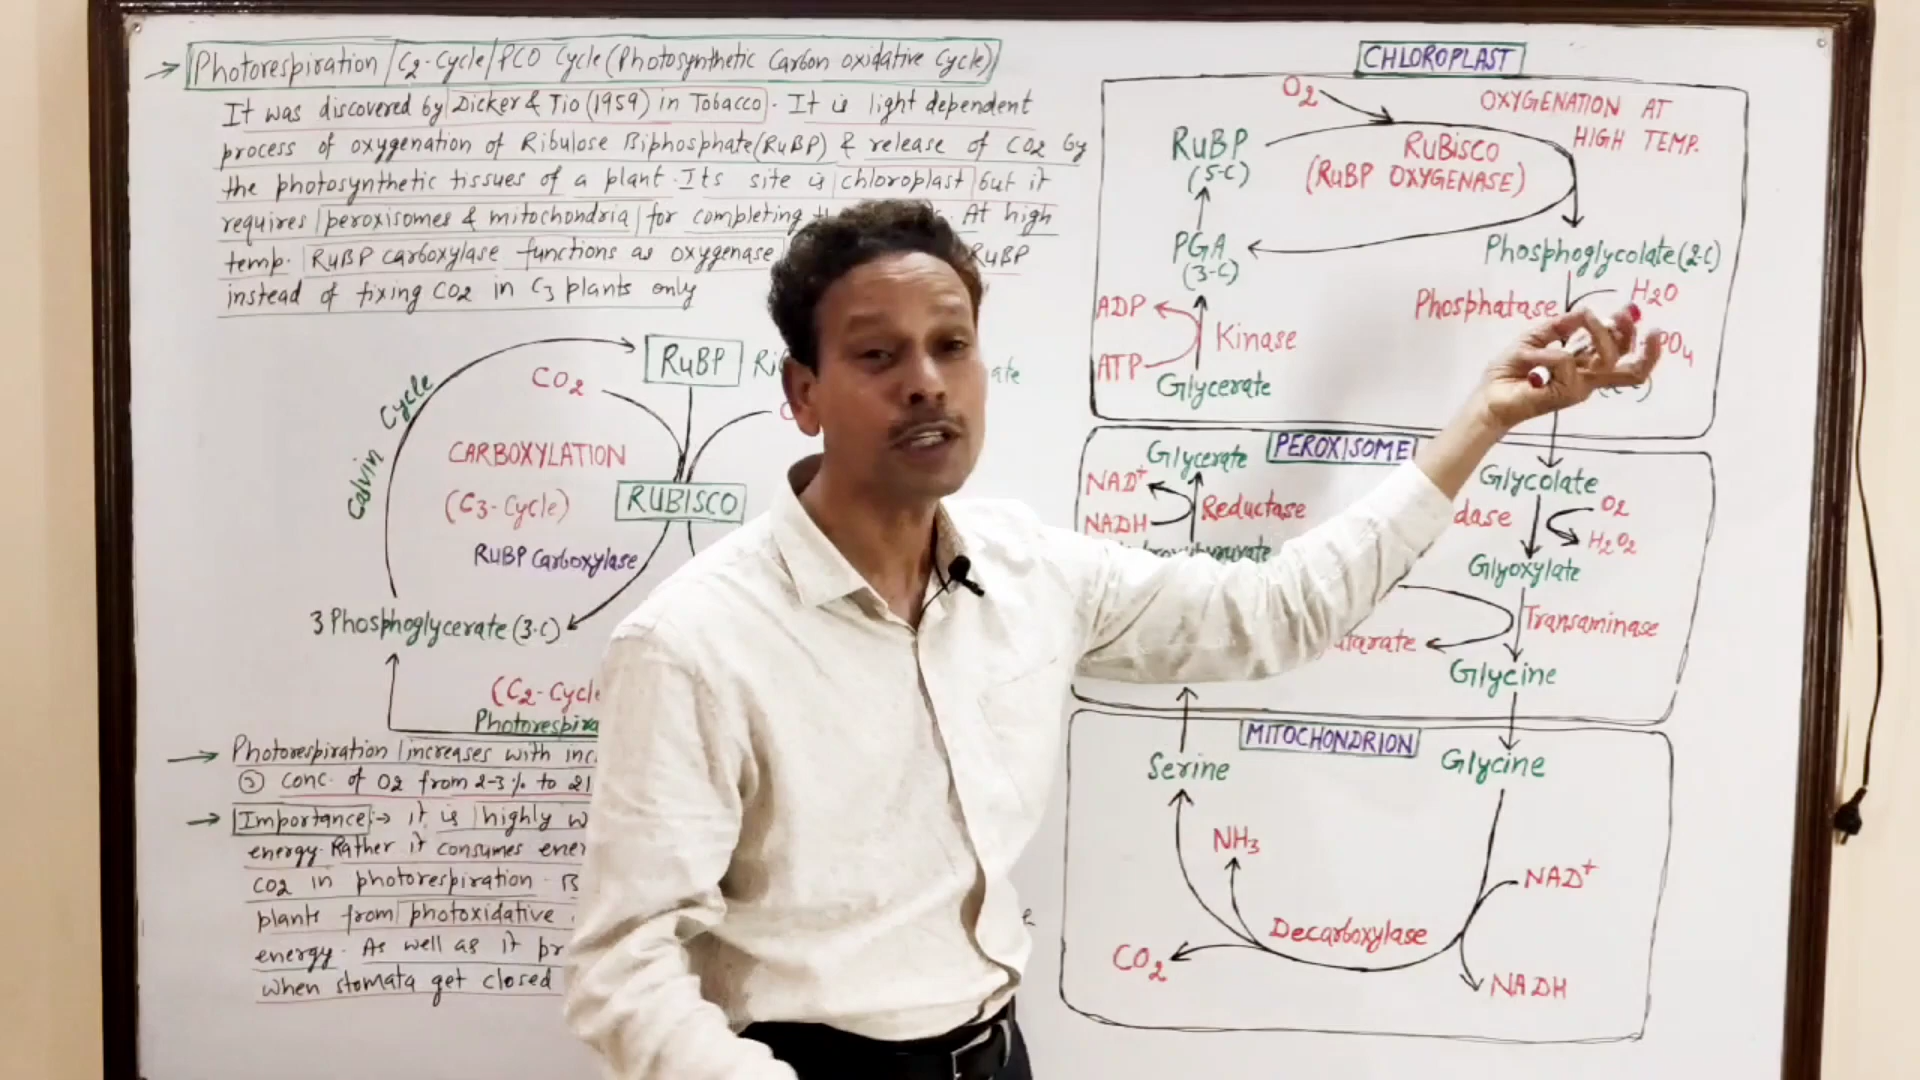 → Photorespiration / C2-Cycle / PCO Cycle (Photosynthetic Carbon oxidative Cycle)
It was discovered by Dicker & Tio (1959) in Tobacco. It is light dependent
process of oxygenation of Ribulose Biphosphate (RuBP) & release of CO2 by
the photosynthetic tissues of a plant. Its site is chloroplast but it
requires peroxisomes & mitochondria for completing At high
temp. RuBP carboxylase functions as oxygenase RuBP
instead of fixing CO2 in C3 plants only
Calvin Cycle
RuBP
CO2
CARBOXYLATION
(C3-Cycle)
RUBISCO
RuBP Carboxylase
3 Phosphoglycerate (3-C)
(C2-Cycle
→ Photorespiration increases with
② Conc. of O2 from 2-3% to 21
→ Importance :→ it is highly
energy. Rather it consumes
CO2 in photorespiration.
plants from photoxidative
energy. As well as it
when stomata get closed
CHLOROPLAST
O2
OXYGENATION AT
HIGH TEMP.
RuBP
(5-C)
RuBisCO
(RuBP OXYGENASE)
PGA
(3-C)
Phosphoglycolate (2-C)
ADP
ATP
Kinase
Glycerate
Phosphatase
H2O
PO4
PEROXISOME
Glycerate
NAD+
NADH
Reductase
Glycolate
O2
H2O2
Glyoxylate
Transaminase
Glycine
MITOCHONDRION
Serine
Glycine
NH3
NAD+
Decarboxylase
CO2
NADH